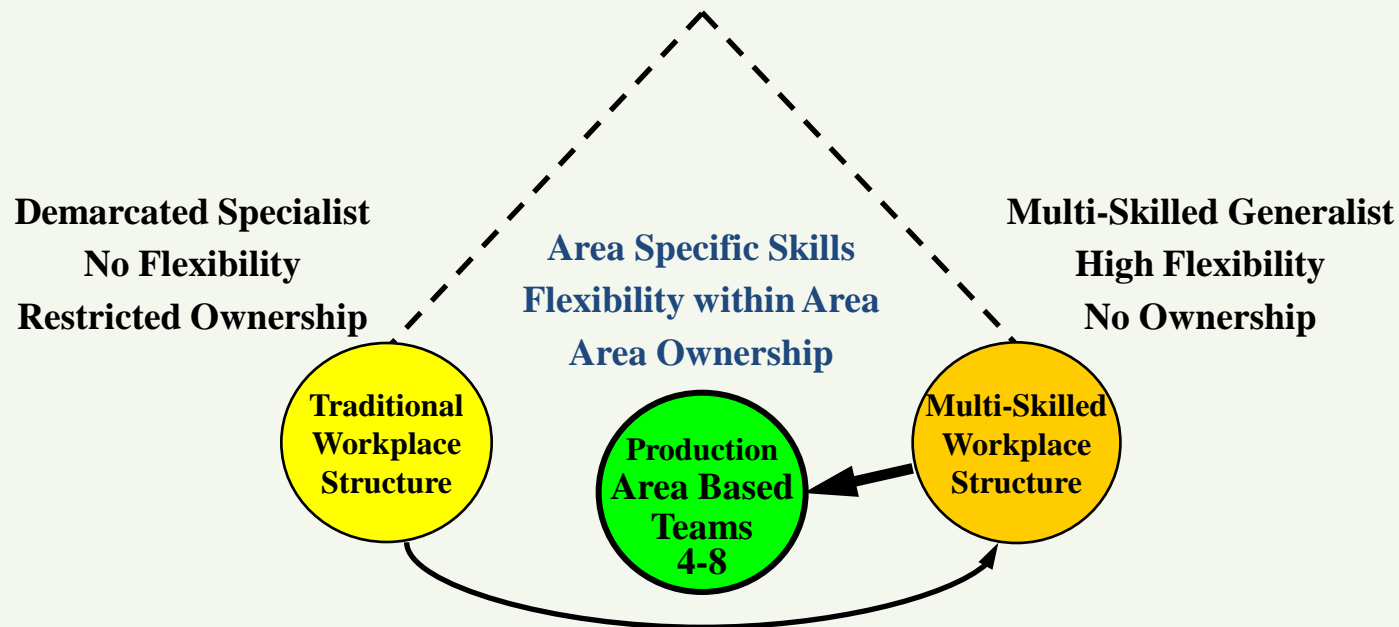 Demarcated Specialist
No Flexibility
Restricted Ownership
Area Specific Skills
Flexibility within Area
Area Ownership
Multi-Skilled Generalist
High Flexibility
No Ownership
Traditional
Workplace
Structure
Production
Area Based
Teams
4-8
Multi-Skilled
Workplace
Structure